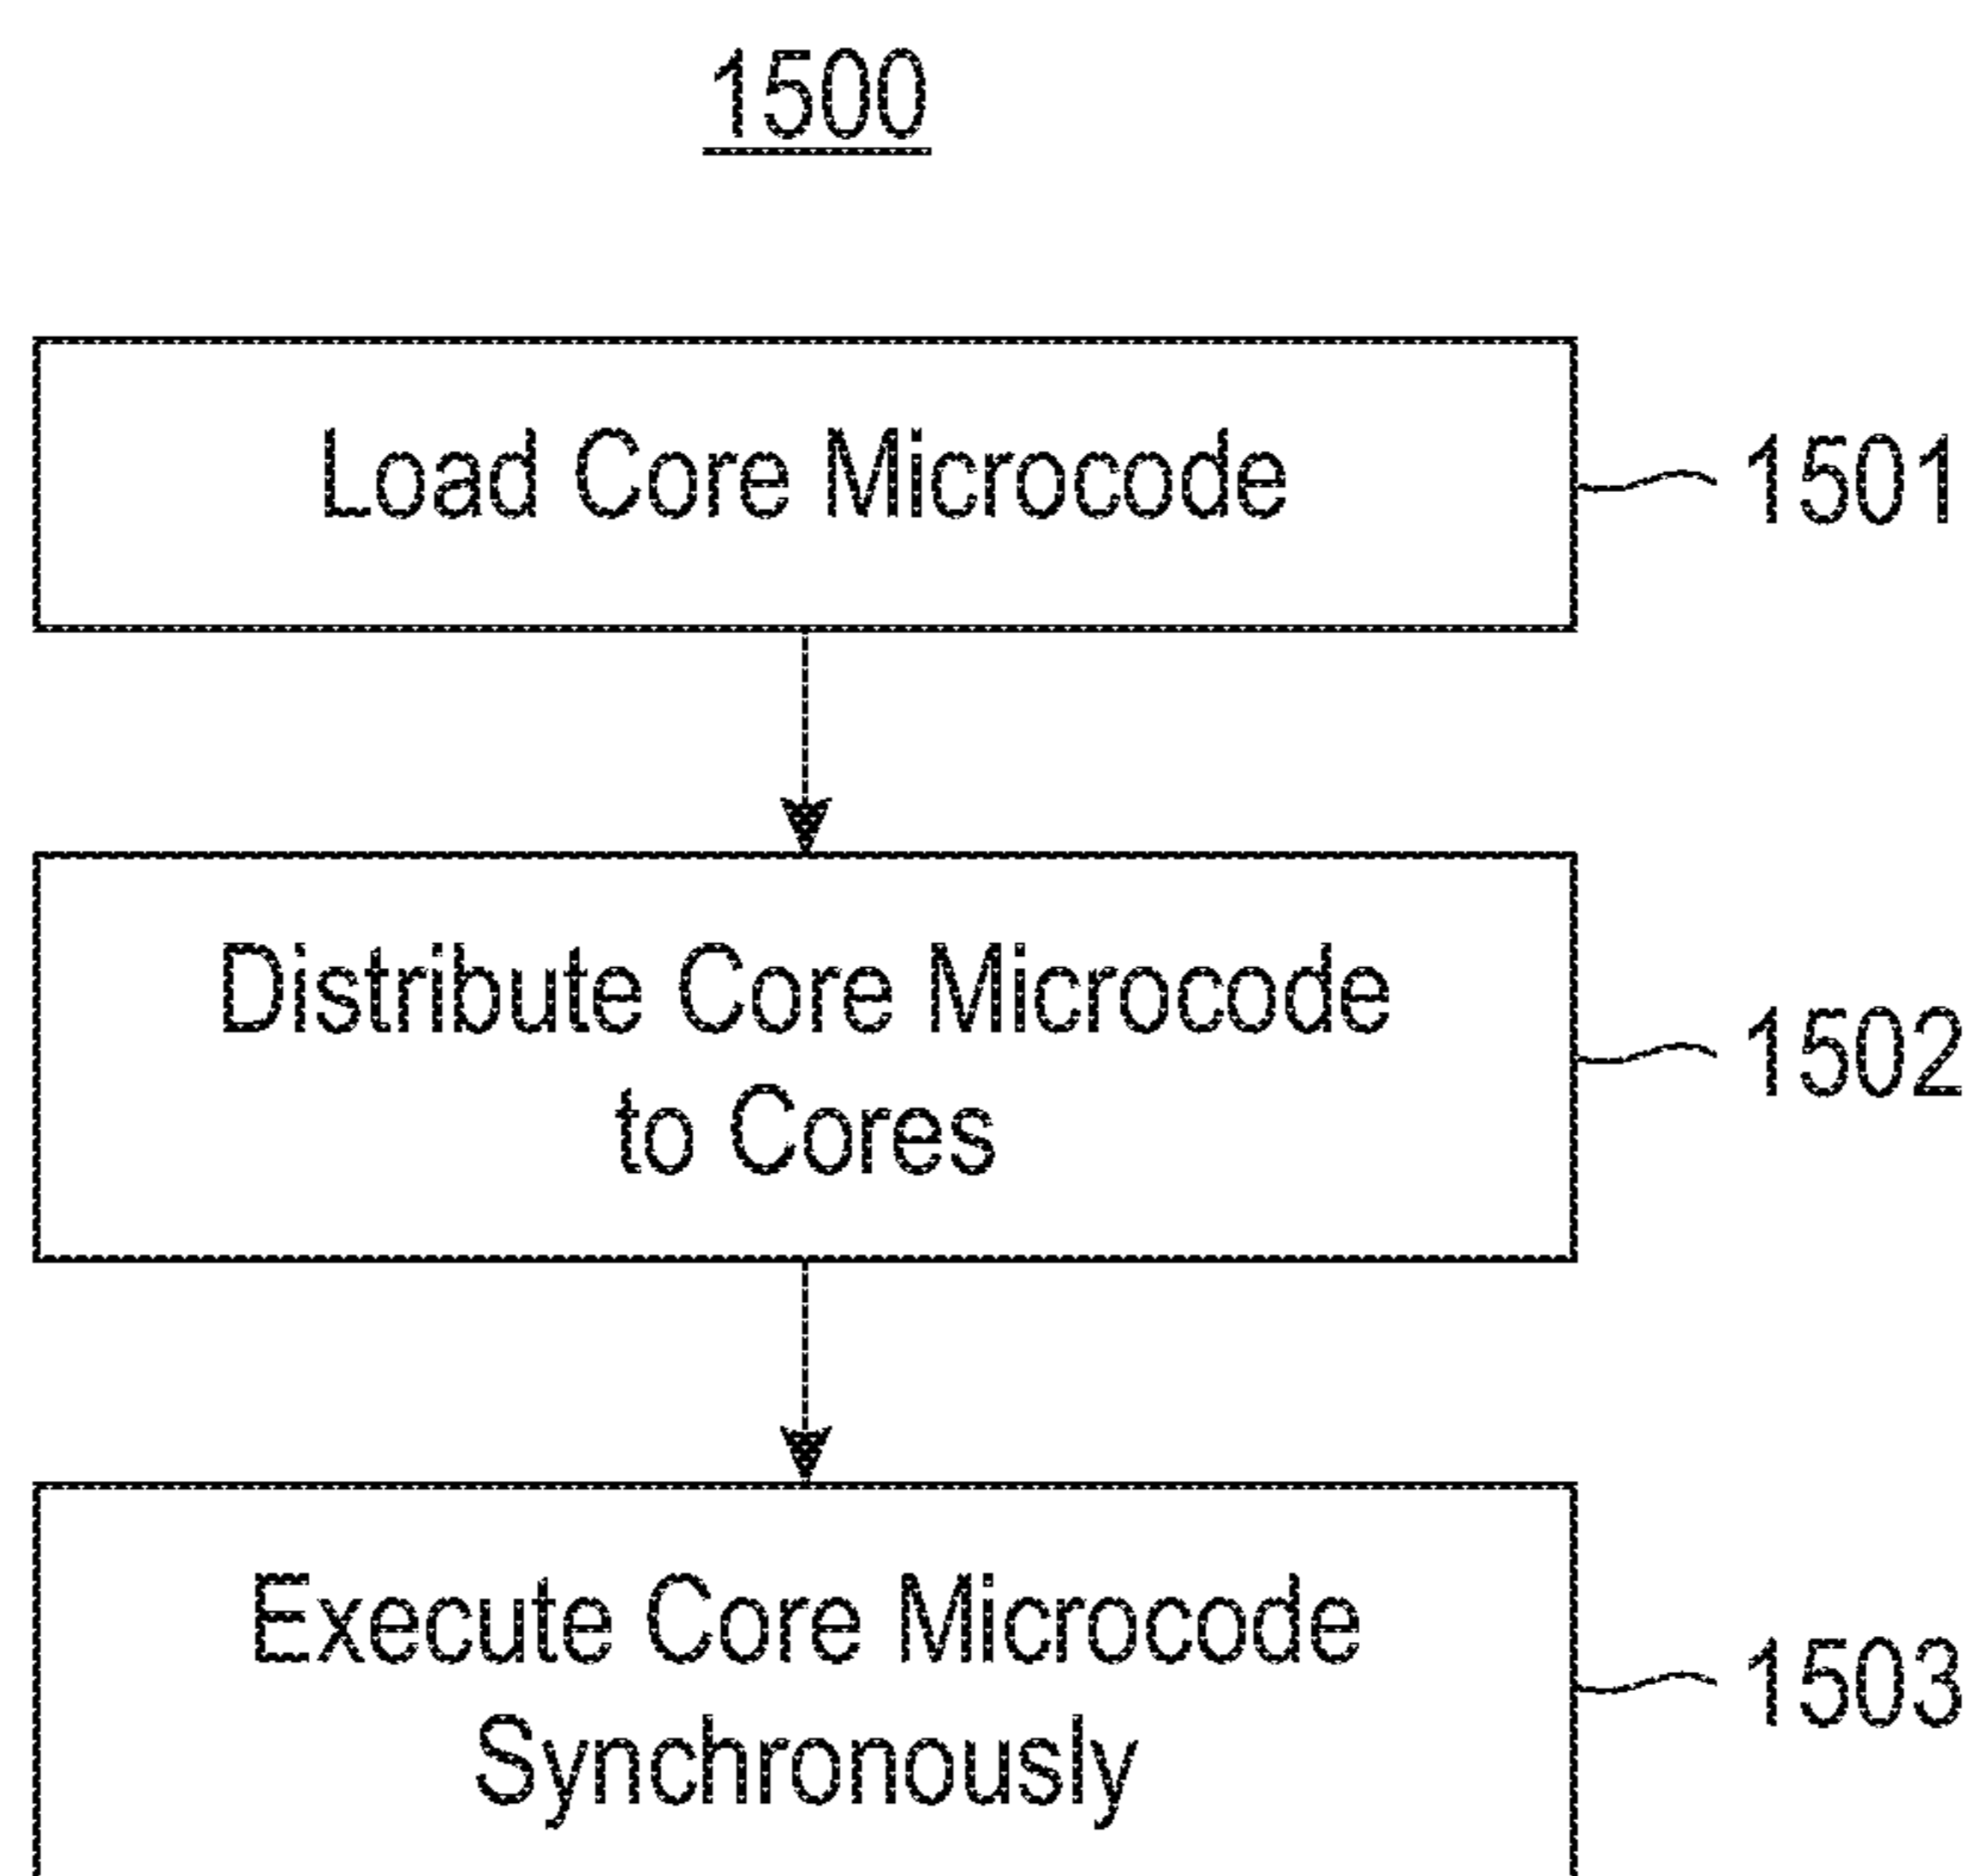 1500
Load Core Microcode
1501
Distribute Core Microcode
to Cores
1502
Execute Core Microcode
Synchronously
1503